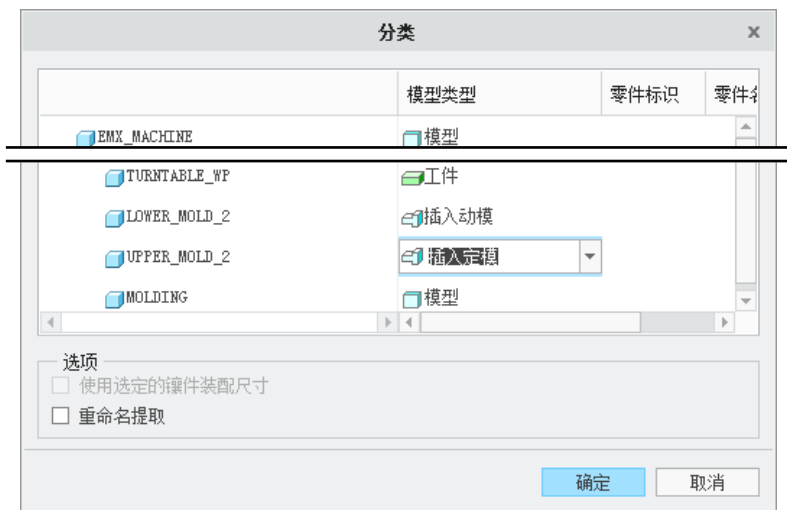 分类
模型类型 零件标识 零件名
EMX_MACHINE 模型
TURNTABLE_WP 工件
LOWER_MOLD_2 插入动模
UPPER_MOLD_2 插入定模
MOLDING 模型
选项
使用选定的镶件装配尺寸
重命名提取
确定 取消